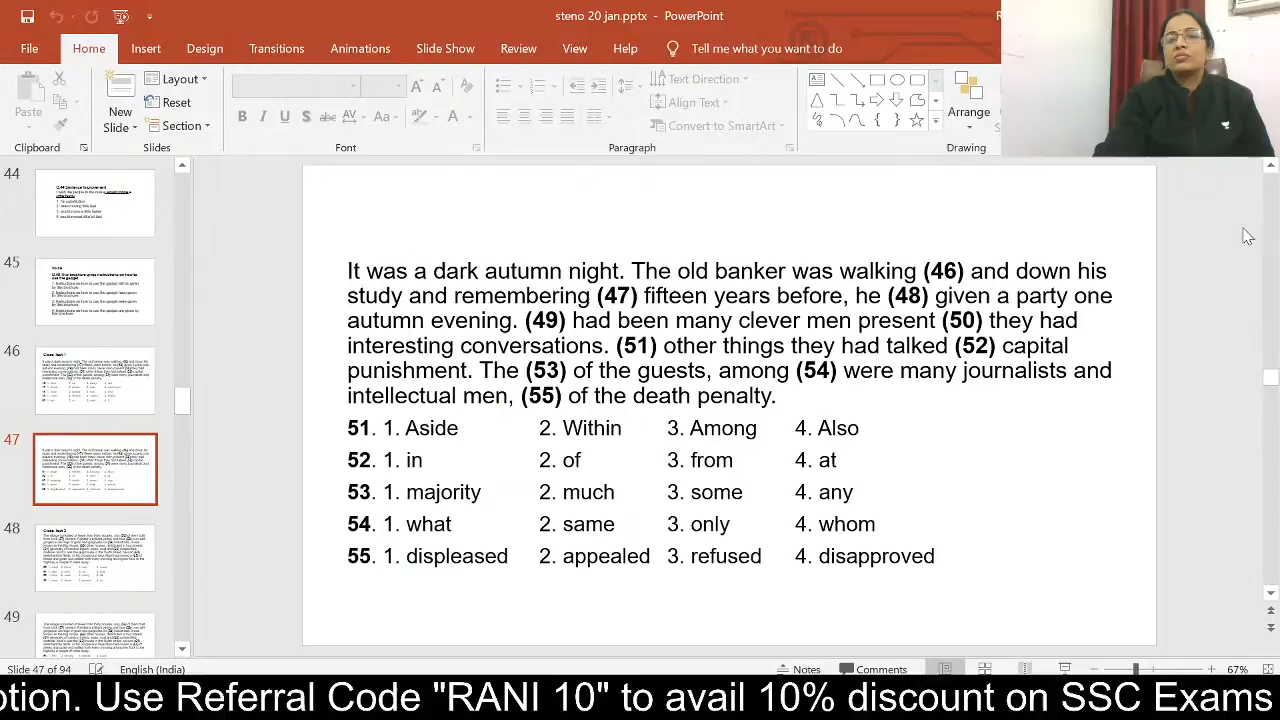 steno 20 jan.pptx - PowerPoint
File Home Insert Design Transitions Animations Slide Show Review View Help Tell me what you want to do
Paste
New
Slide
Layout
Reset
Section
B I U S abc AV Aa A
Text Direction
Align Text
Convert to SmartArt
Arrange
Clipboard Slides Font Paragraph Drawing
44
45
46
47
48
49
It was a dark autumn night. The old banker was walking (46) and down his
study and remembering (47) fifteen years before, he (48) given a party one
autumn evening. (49) had been many clever men present (50) they had
interesting conversations. (51) other things they had talked (52) capital
punishment. The (53) of the guests, among (54) were many journalists and
intellectual men, (55) of the death penalty.
51. 1. Aside 2. Within 3. Among 4. Also
52. 1. in 2. of 3. from 4. at
53. 1. majority 2. much 3. some 4. any
54. 1. what 2. same 3. only 4. whom
55. 1. displeased 2. appealed 3. refused 4. disapproved
Slide 47 of 94 English (India) Notes Comments 67%
ption. Use Referral Code "RANI 10" to avail 10% discount on SSC Exams